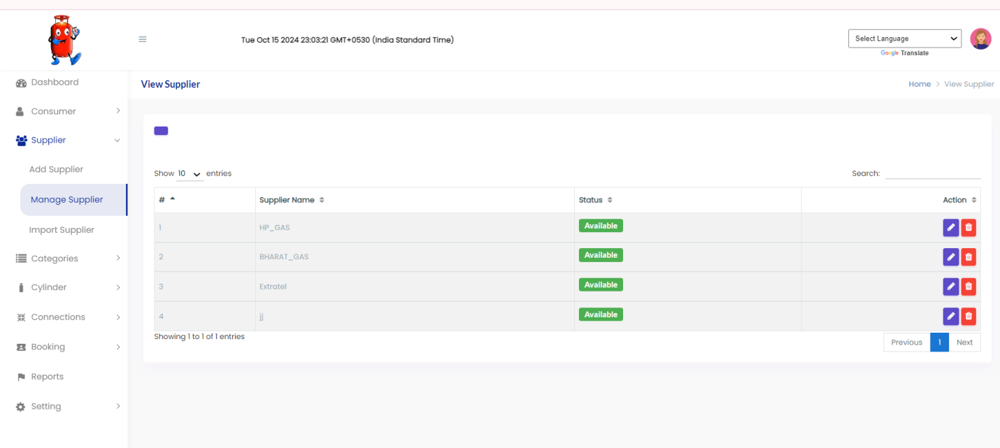 Tue Oct 15 2024 23:03:21 GMT+0530 (India Standard Time)
Select Language
Google Translate
Dashboard
Consumer
Supplier
Add Supplier
Manage Supplier
Import Supplier
Categories
Cylinder
Connections
Booking
Reports
Setting
View Supplier
Home > View Supplier
Show 10 entries
Search:
# Supplier Name Status Action
1 HP_GAS Available
2 BHARAT_GAS Available
3 Extratel Available
4 jj Available
Showing 1 to 1 of 1 entries
Previous 1 Next